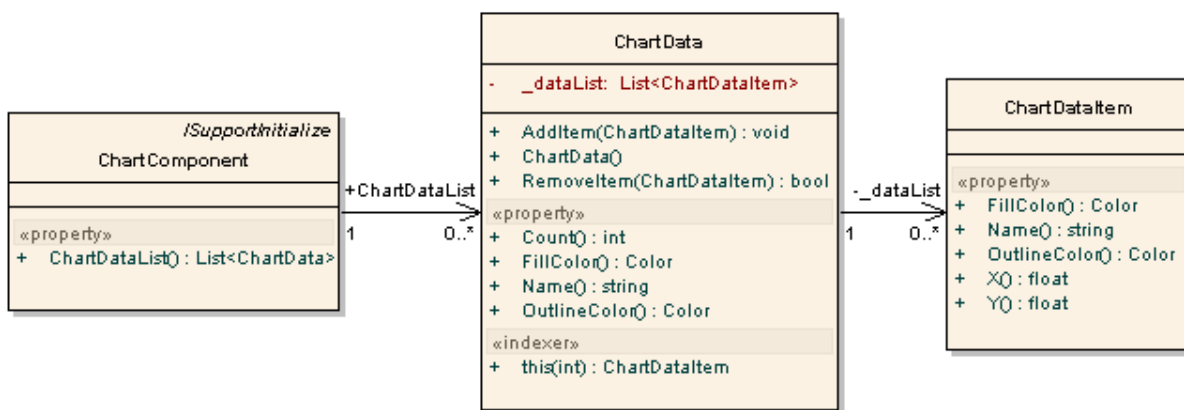 ISupportInitialize
ChartComponent
«property»
+ ChartDataList() : List<ChartData>
+ChartDataList
1
0..*
ChartData
- _dataList: List<ChartDataItem>
+ AddItem(ChartDataItem) : void
+ ChartData()
+ RemoveItem(ChartDataItem) : bool
«property»
+ Count() : int
+ FillColor() : Color
+ Name() : string
+ OutlineColor() : Color
«indexer»
+ this(int) : ChartDataItem
-_dataList
1
0..*
ChartDataItem
«property»
+ FillColor() : Color
+ Name() : string
+ OutlineColor() : Color
+ X() : float
+ Y() : float